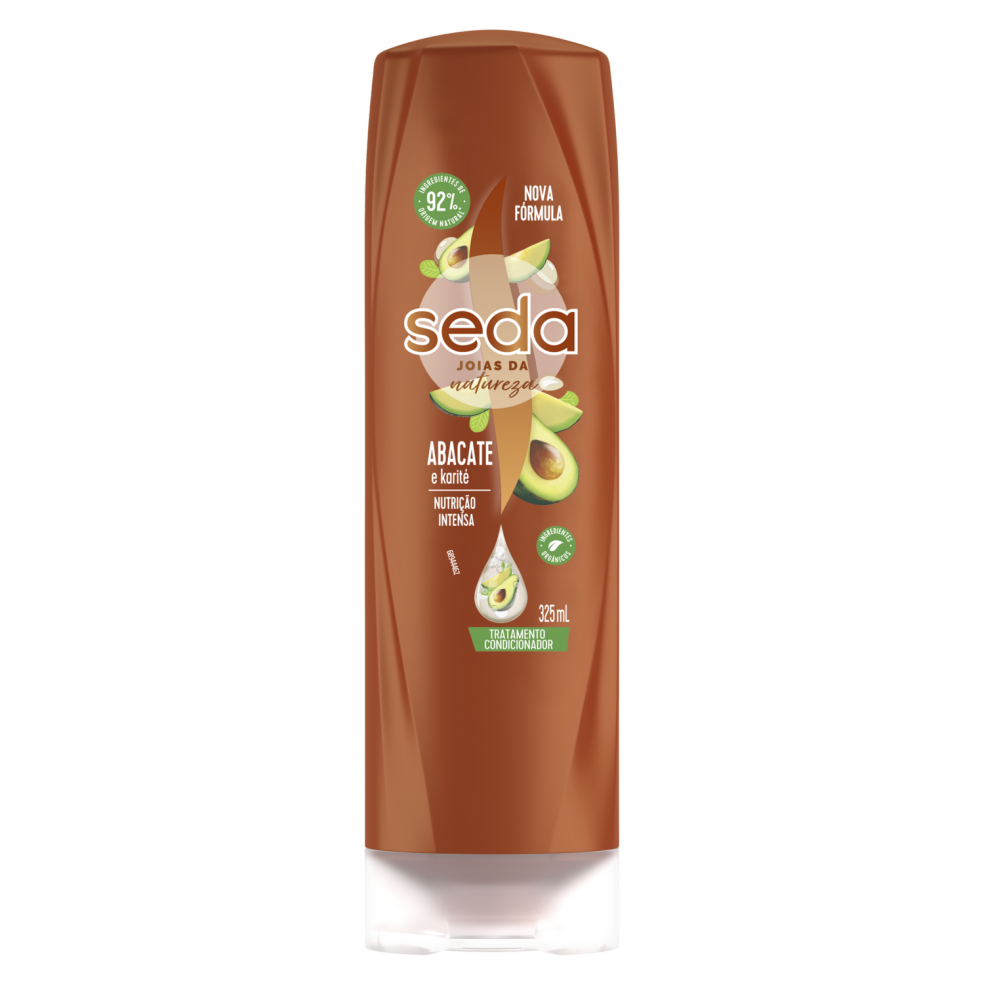 INGREDIENTES DE
92%
ORIGEM NATURAL
NOVA
FÓRMULA
seda
JOIAS DA
natureza
ABACATE
e karité
NUTRIÇÃO
INTENSA
INGREDIENTES
ORGÂNICOS
68944462
325 mL
TRATAMENTO
CONDICIONADOR